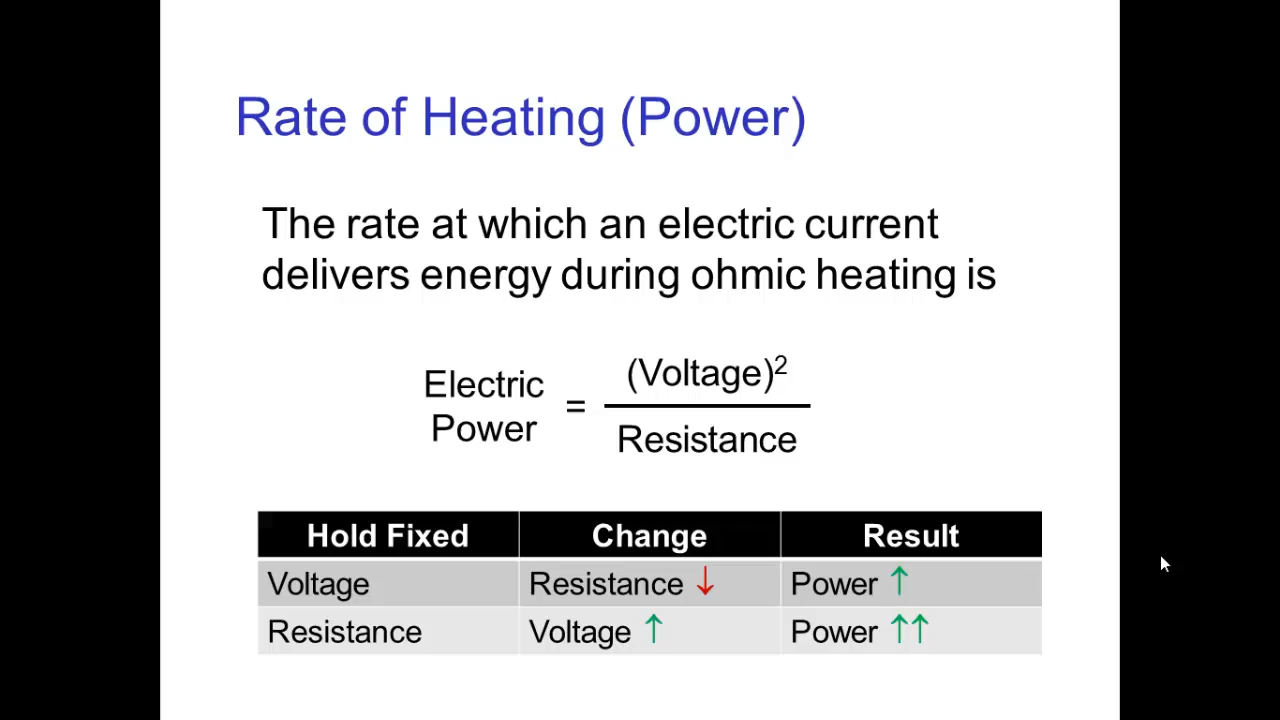 Rate of Heating (Power)
The rate at which an electric current
delivers energy during ohmic heating is
Electric Power = (Voltage)² / Resistance
Hold Fixed Change Result
Voltage Resistance ↓ Power ↑
Resistance Voltage ↑ Power ↑↑